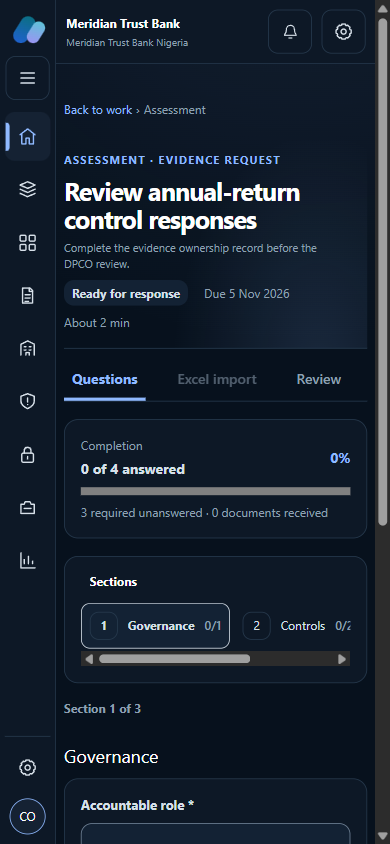 Meridian Trust Bank
Meridian Trust Bank Nigeria
Back to work › Assessment
ASSESSMENT · EVIDENCE REQUEST
Review annual-return
control responses
Complete the evidence ownership record before the
DPCO review.
Ready for response
Due 5 Nov 2026
About 2 min
Questions
Excel import
Review
Completion
0 of 4 answered
0%
3 required unanswered · 0 documents received
Sections
1 Governance 0/1
2 Controls 0/2
Section 1 of 3
Governance
Accountable role *
CO